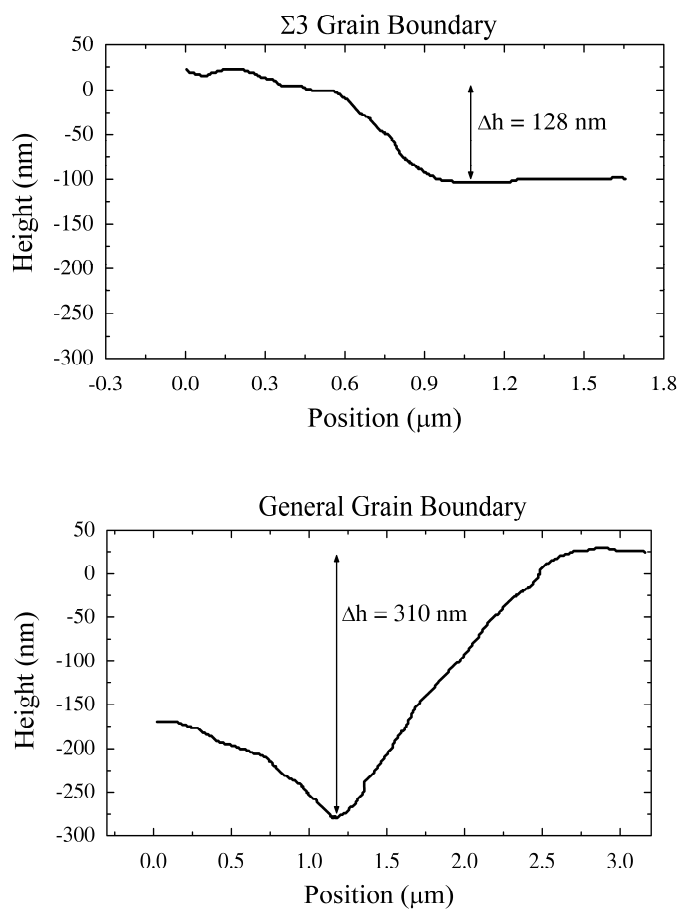 Σ3 Grain Boundary
50
0
-50
-100
-150
-200
-250
-300
Height (nm)
Δh = 128 nm
-0.3 0.0 0.3 0.6 0.9 1.2 1.5 1.8
Position (μm)
General Grain Boundary
50
0
-50
-100
-150
-200
-250
-300
Height (nm)
Δh = 310 nm
0.0 0.5 1.0 1.5 2.0 2.5 3.0
Position (μm)